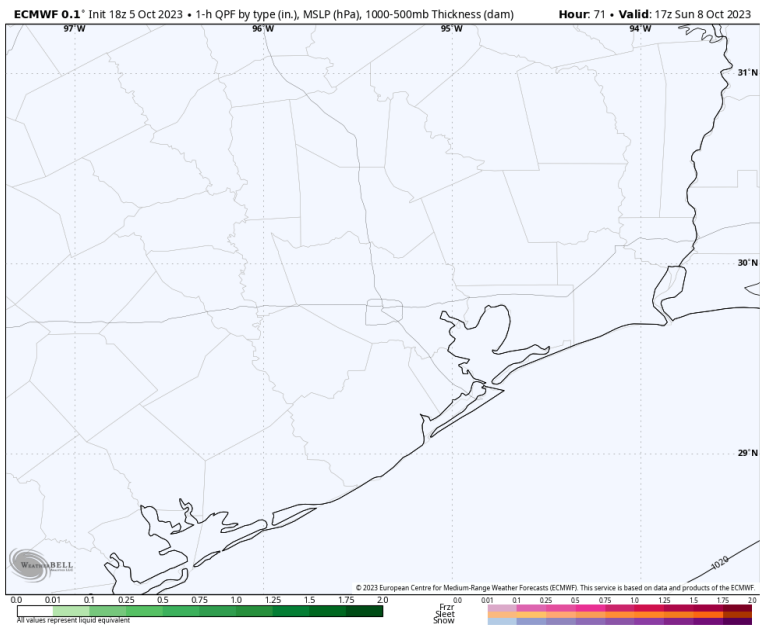 ECMWF 0.1° Init 18z 5 Oct 2023 • 1-h QPF by type (in.), MSLP (hPa), 1000-500mb Thickness (dam) Hour: 71 • Valid: 17z Sun 8 Oct 2023
97°W 96°W 95°W 94°W
31°N
30°N
29°N
1020
WeatherBELL
© 2023 European Centre for Medium-Range Weather Forecasts (ECMWF). This service is based on data and products of the ECMWF.
0.0 0.01 0.1 0.25 0.5 0.75 1.0 1.25 1.5 1.75 2.0 0.0 0.01 0.1 0.25 0.5 0.75 1.0 1.25 1.5 1.75 2.0
Frzr
Sleet
Snow
All values represent liquid equivalent